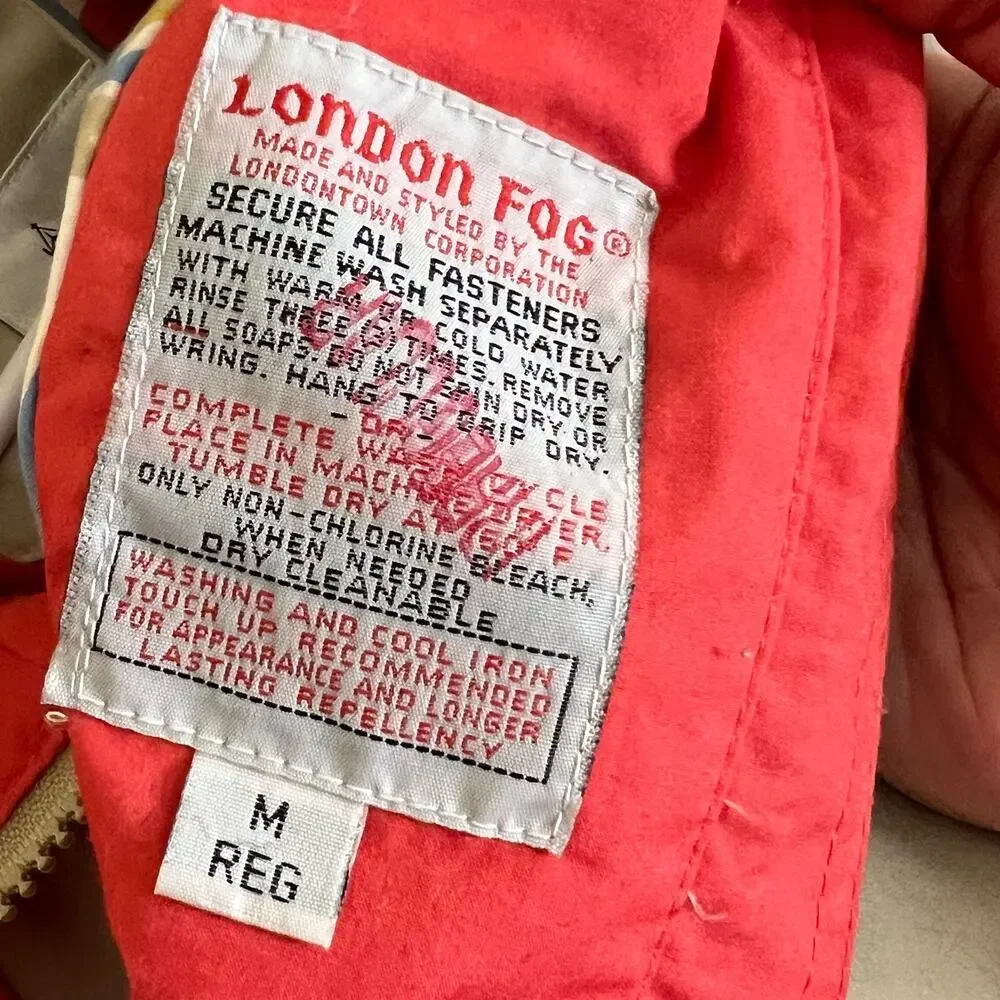 LONDON FOG®
MADE AND STYLED BY THE
LONDONTOWN CORPORATION
SECURE ALL FASTENERS
MACHINE WASH SEPARATELY
WITH WARM OR COLD WATER
RINSE THREE (3) TIMES. REMOVE
ALL SOAPS. DO NOT SPIN DRY OR
WRING. HANG TO DRIP DRY.
- OR -
COMPLETE WASH CYCLE
PLACE IN MACHINE DRYER.
TUMBLE DRY AT F
ONLY NON-CHLORINE BLEACH,
WHEN NEEDED
DRY CLEANABLE
WASHING AND COOL IRON
TOUCH UP RECOMMENDED
FOR APPEARANCE AND LONGER
LASTING REPELLENCY
M
REG